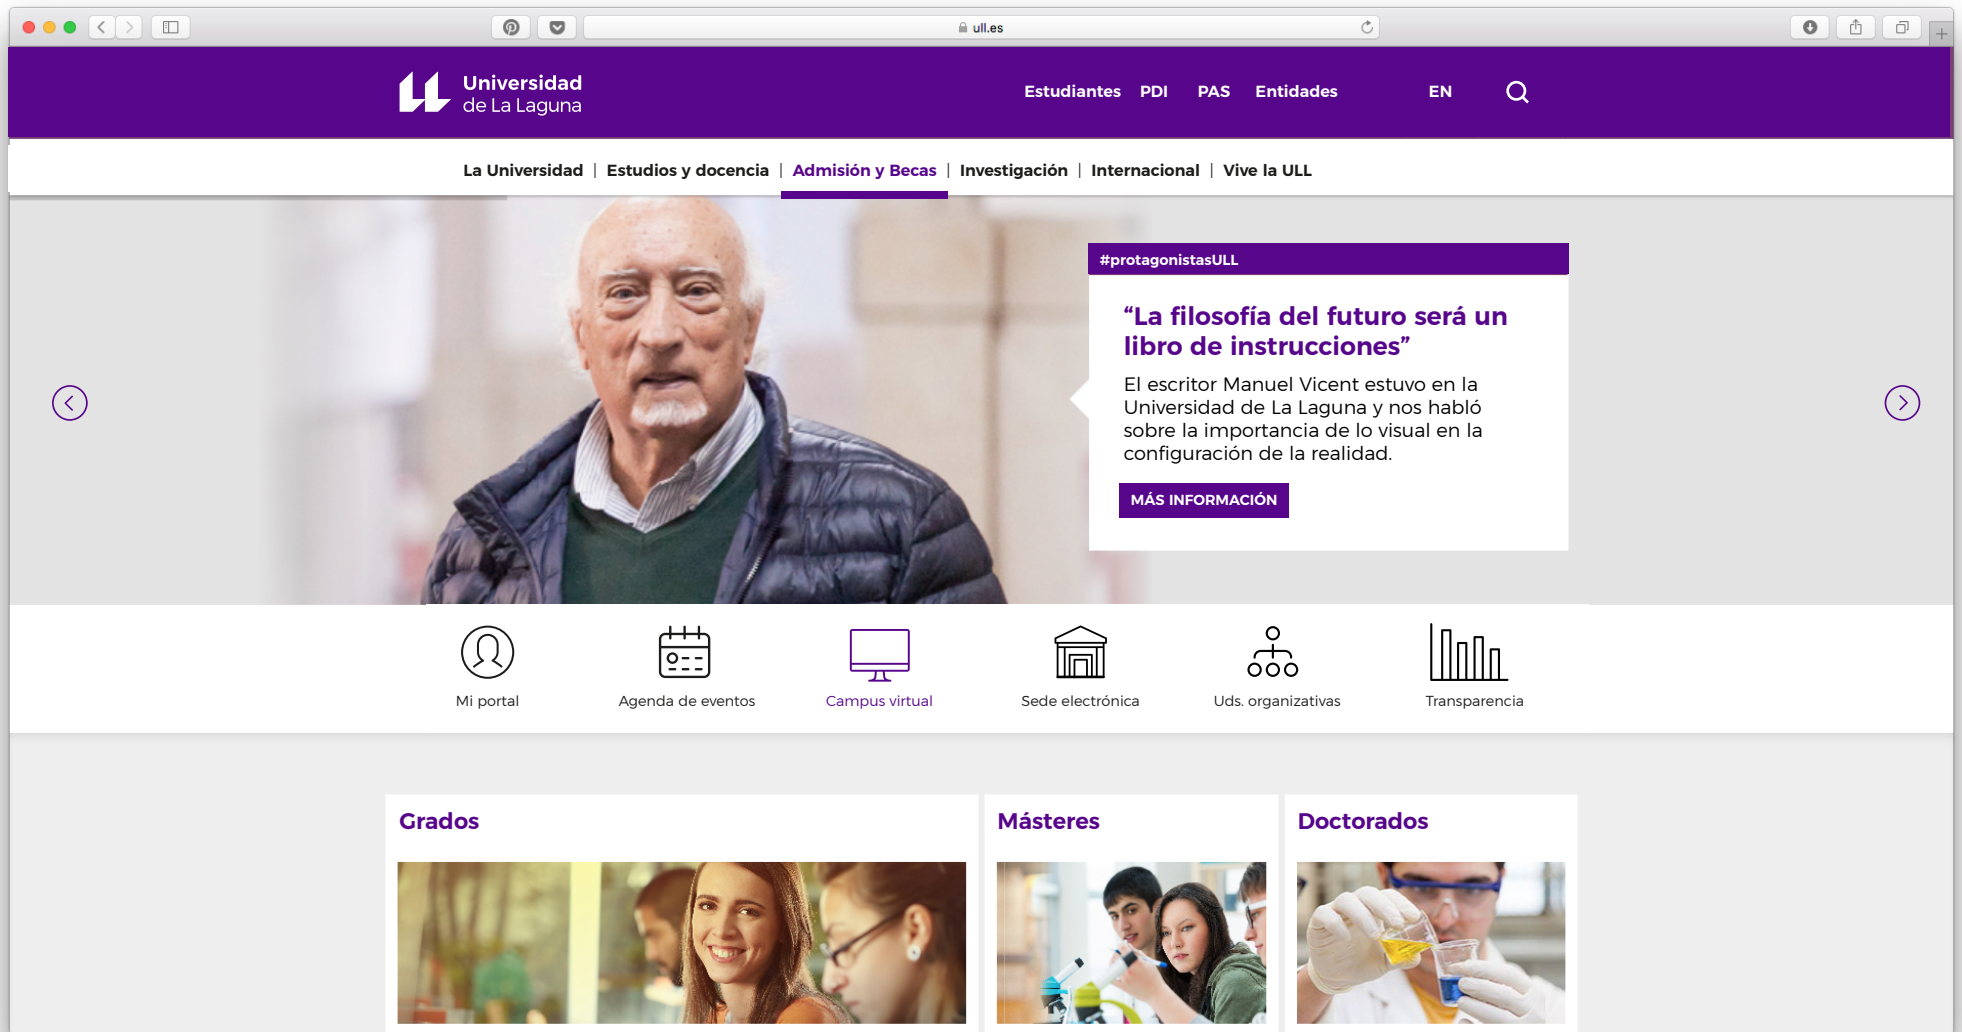 ull.es
Universidad
de La Laguna
Estudiantes PDI PAS Entidades EN
La Universidad | Estudios y docencia | Admisión y Becas | Investigación | Internacional | Vive la ULL
#protagonistasULL
“La filosofía del futuro será un
libro de instrucciones”
El escritor Manuel Vicent estuvo en la
Universidad de La Laguna y nos habló
sobre la importancia de lo visual en la
configuración de la realidad.
MÁS INFORMACIÓN
Mi portal Agenda de eventos Campus virtual Sede electrónica Uds. organizativas Transparencia
Grados Másteres Doctorados